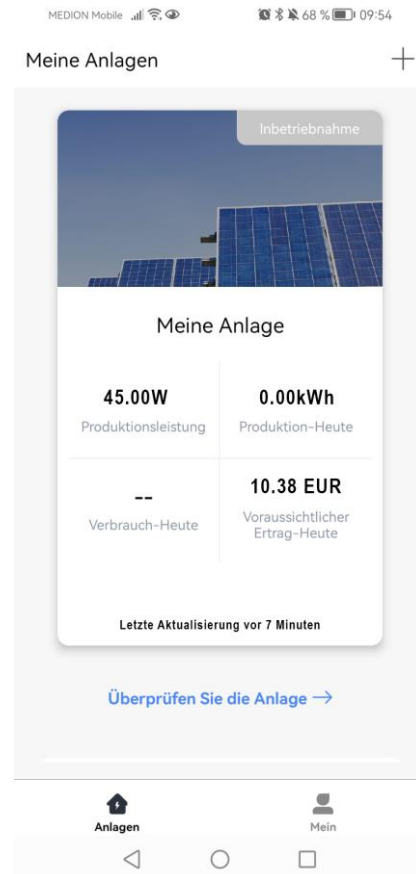 MEDION Mobile 68 % 09:54
Meine Anlagen
Inbetriebnahme
Meine Anlage
45.00W 0.00kWh
Produktionsleistung Produktion-Heute
-- 10.38 EUR
Verbrauch-Heute Voraussichtlicher
Ertrag-Heute
Letzte Aktualisierung vor 7 Minuten
Überprüfen Sie die Anlage →
Anlagen Mein